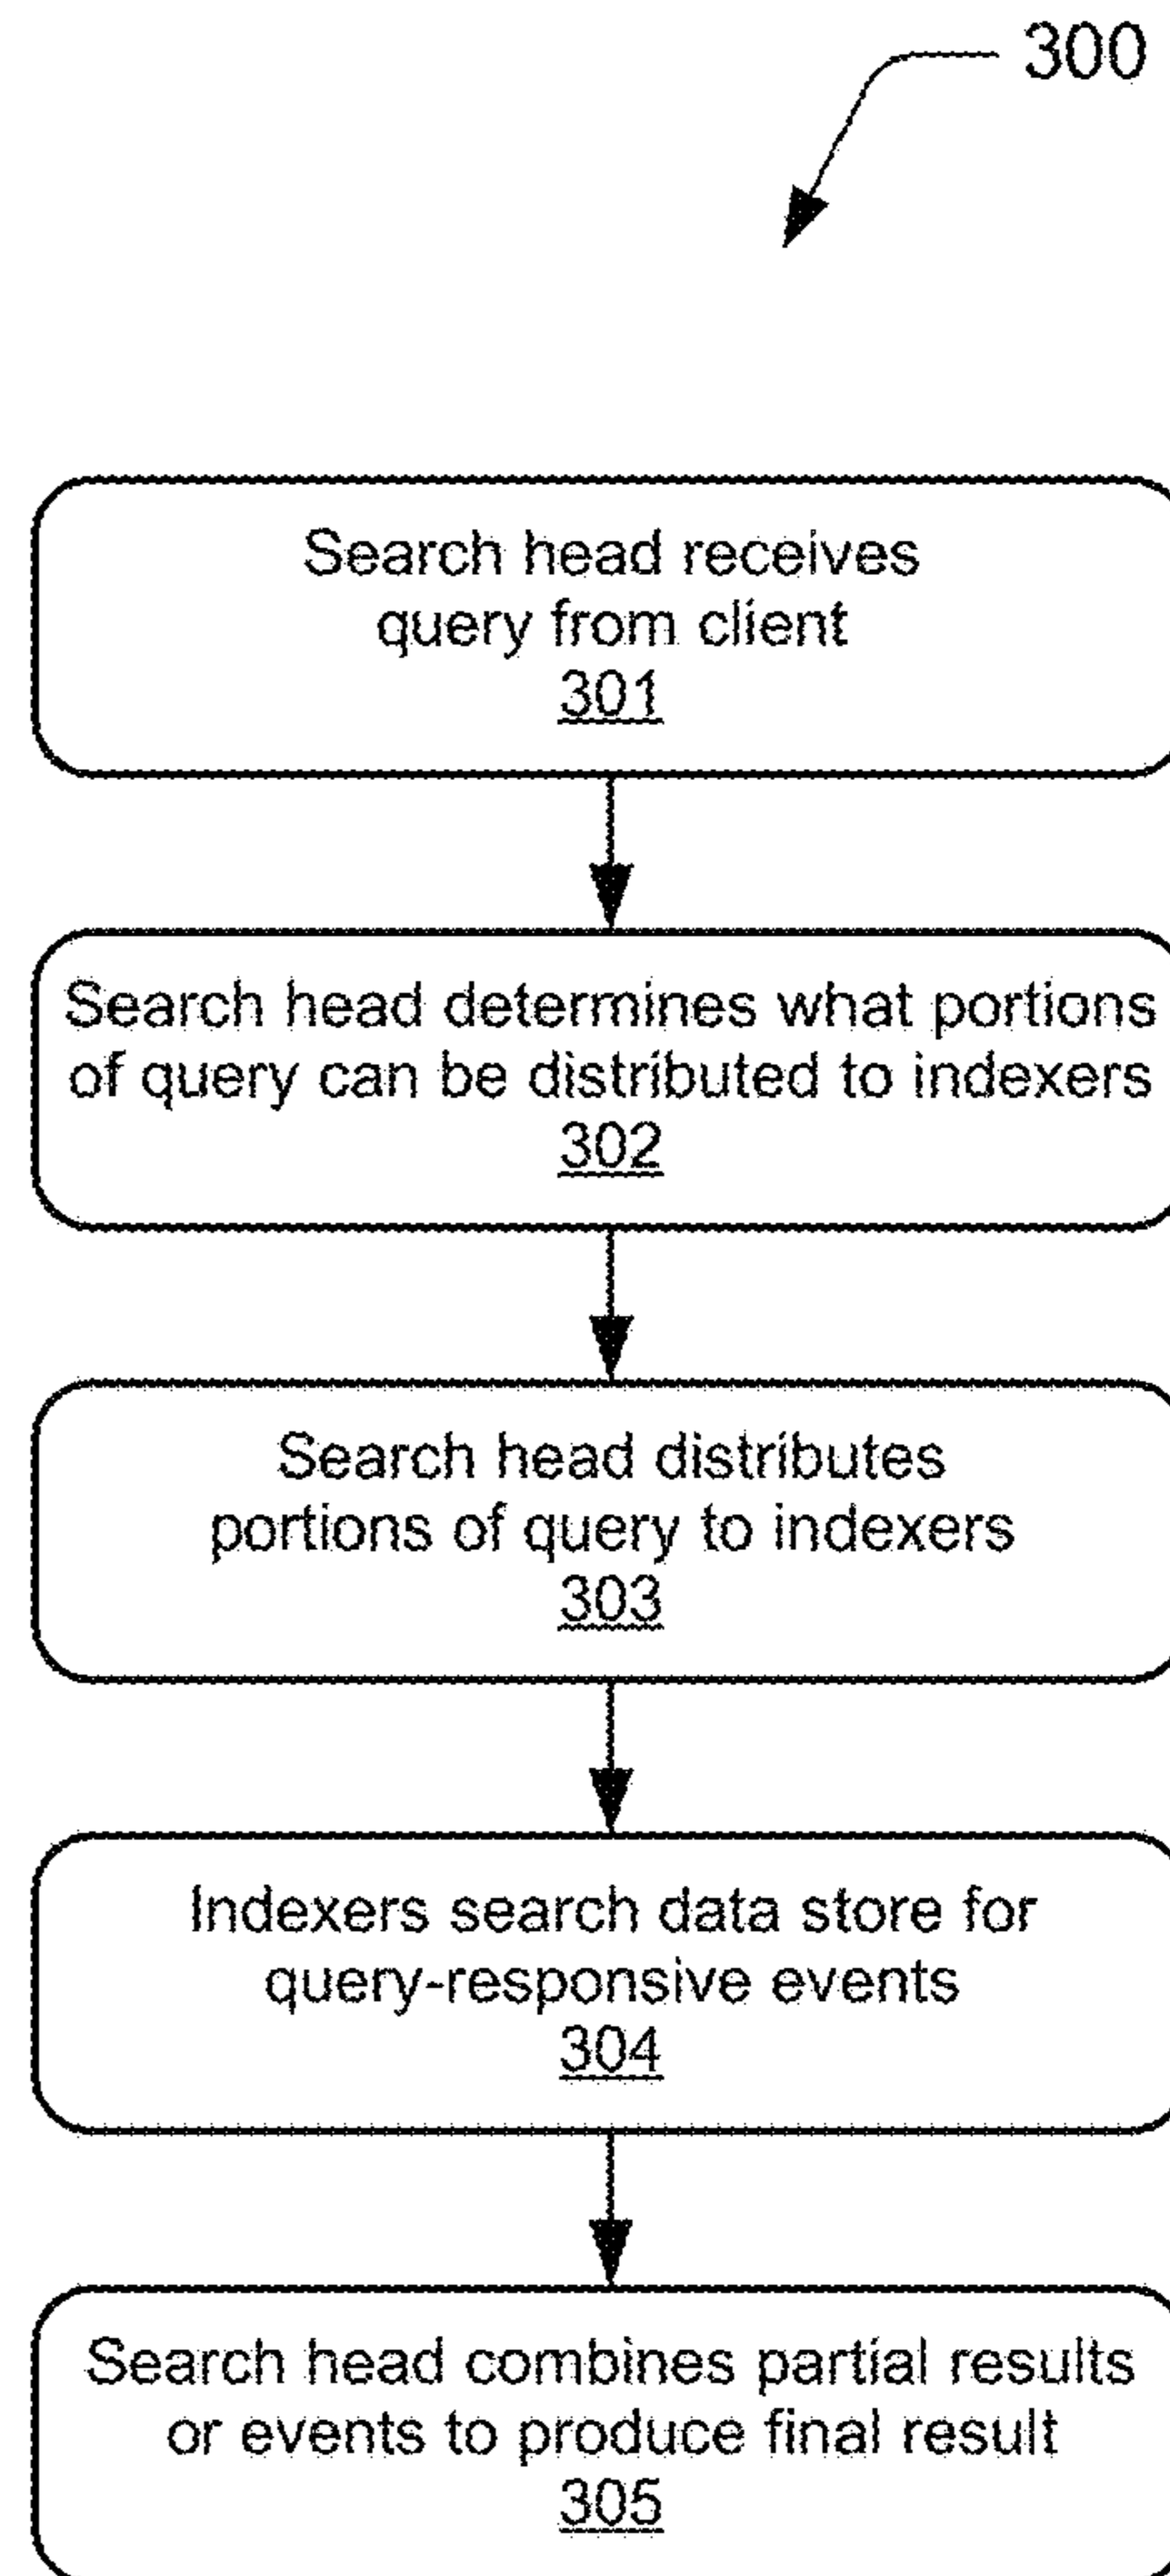 300
Search head receives
query from client
301
Search head determines what portions
of query can be distributed to indexers
302
Search head distributes
portions of query to indexers
303
Indexers search data store for
query-responsive events
304
Search head combines partial results
or events to produce final result
305